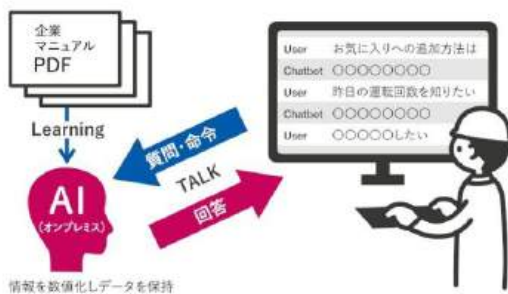 企業
マニュアル
PDF
Learning
AI
(オンプレミス)
情報を数値化しデータを保持
質問・命令
TALK
回答
User お気に入りへの追加方法は
Chatbot 〇〇〇〇〇〇〇〇
User 昨日の運転回数を知りたい
Chatbot 〇〇〇〇〇〇〇〇
User 〇〇〇〇〇したい